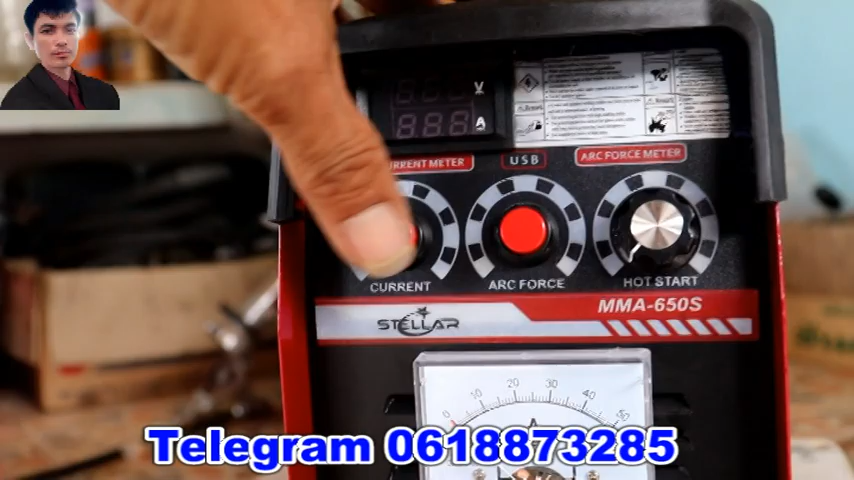 V
A
CURRENT METER
USB
ARC FORCE METER
CURRENT
ARC FORCE
HOT START
MMA-650S
STELLAR
0 10 20 30 40 50
A
Telegram 0618873285